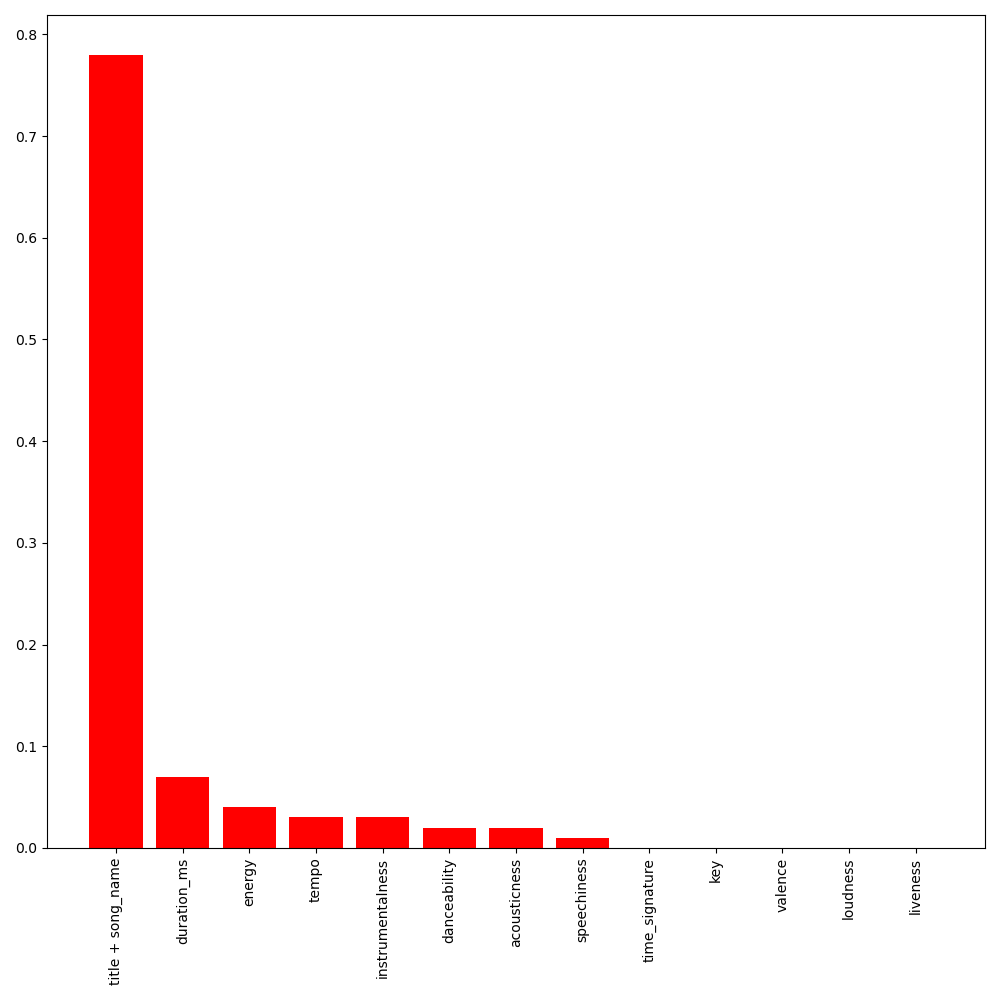 0.8
0.7
0.6
0.5
0.4
0.3
0.2
0.1
0.0
title + song_name
duration_ms
energy
tempo
instrumentalness
danceability
acousticness
speechiness
time_signature
key
valence
loudness
liveness